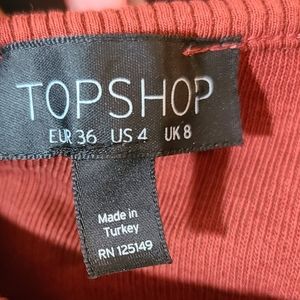 TOPSHOP
EUR 36 US 4 UK 8
Made in
Turkey
RN 125149